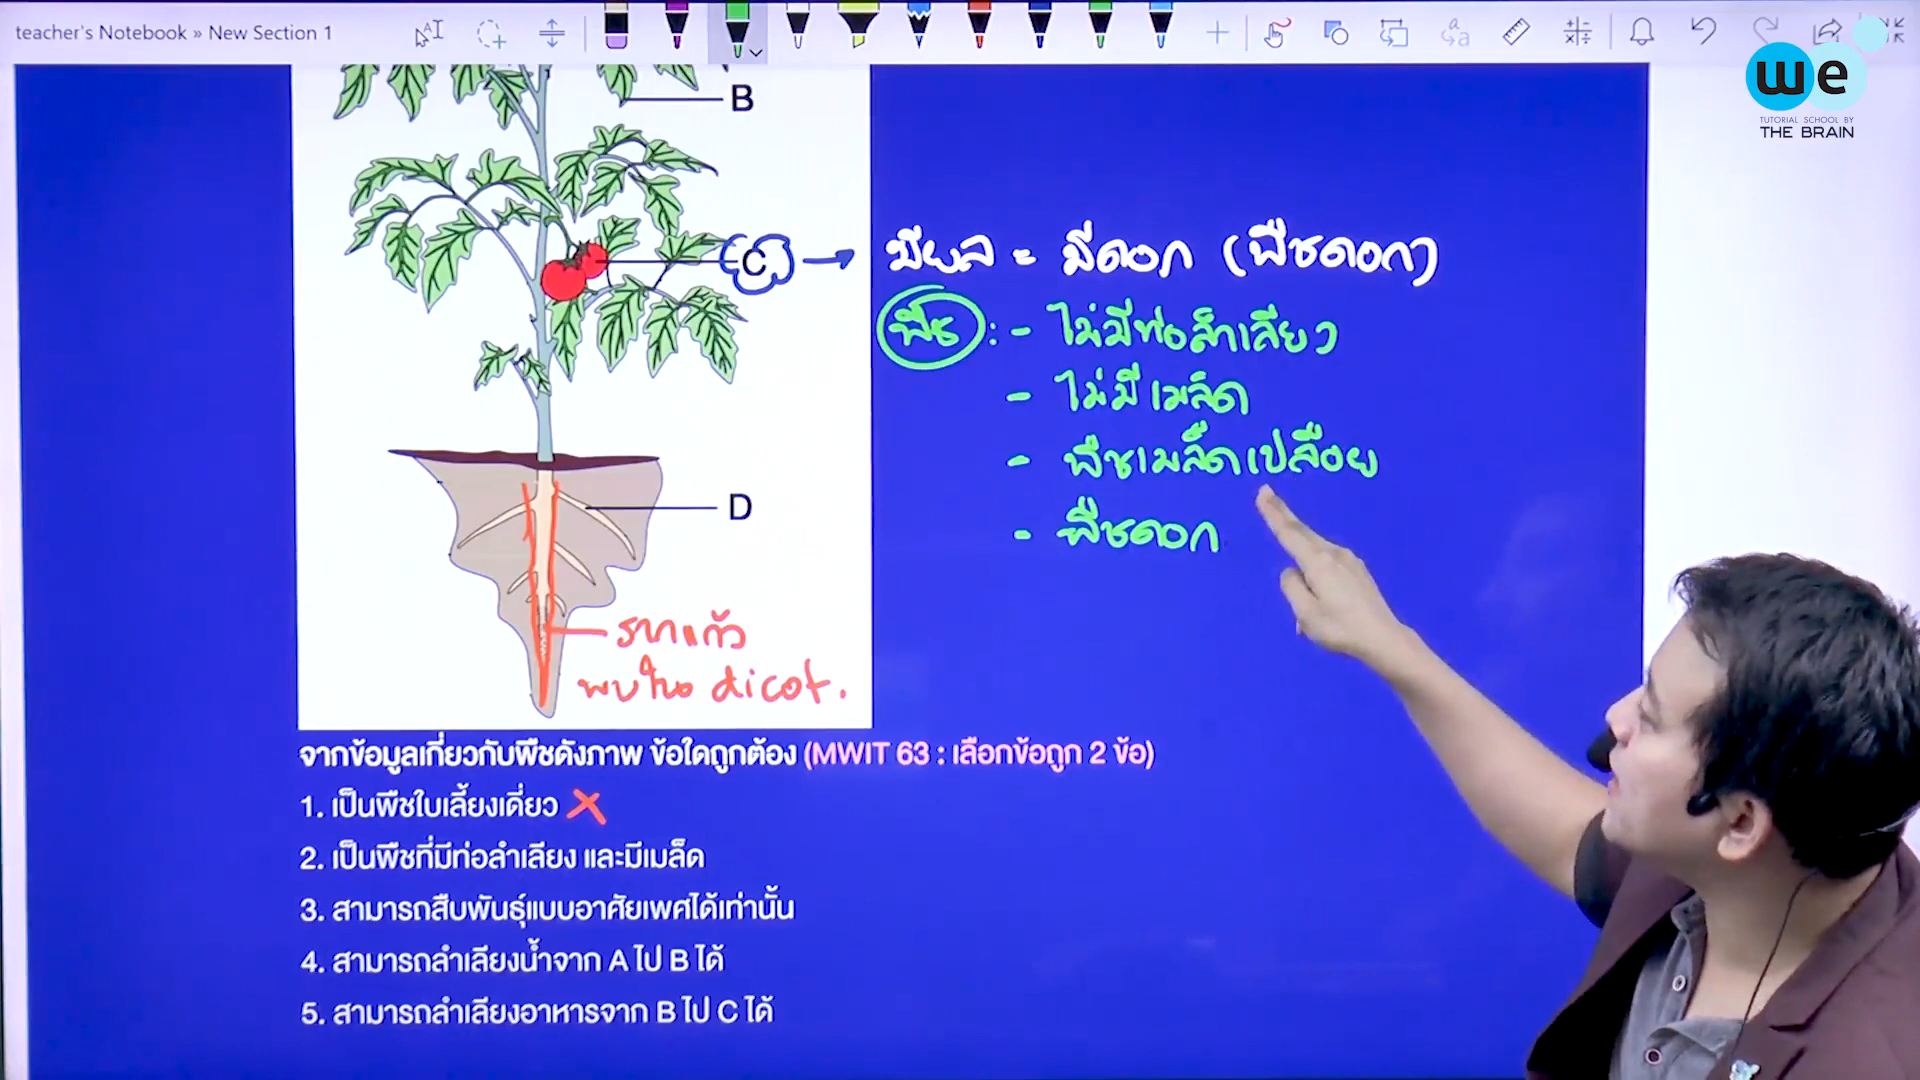 teacher's Notebook » New Section 1
we
TUTORIAL SCHOOL BY
THE BRAIN
B
C
มีผล = มีดอก (พืชดอก)
พืช : - ไม่มีท่อลำเลียง
- ไม่มีเมล็ด
- พืชเมล็ดเปลือย
- พืชดอก
D
รากแก้ว
พบใน dicot.
จากข้อมูลเกี่ยวกับพืชดังภาพ ข้อใดถูกต้อง (MWIT 63 : เลือกข้อถูก 2 ข้อ)
1. เป็นพืชใบเลี้ยงเดี่ยว
2. เป็นพืชที่มีท่อลำเลียง และมีเมล็ด
3. สามารถสืบพันธุ์แบบอาศัยเพศได้เท่านั้น
4. สามารถลำเลียงน้ำจาก A ไป B ได้
5. สามารถลำเลียงอาหารจาก B ไป C ได้